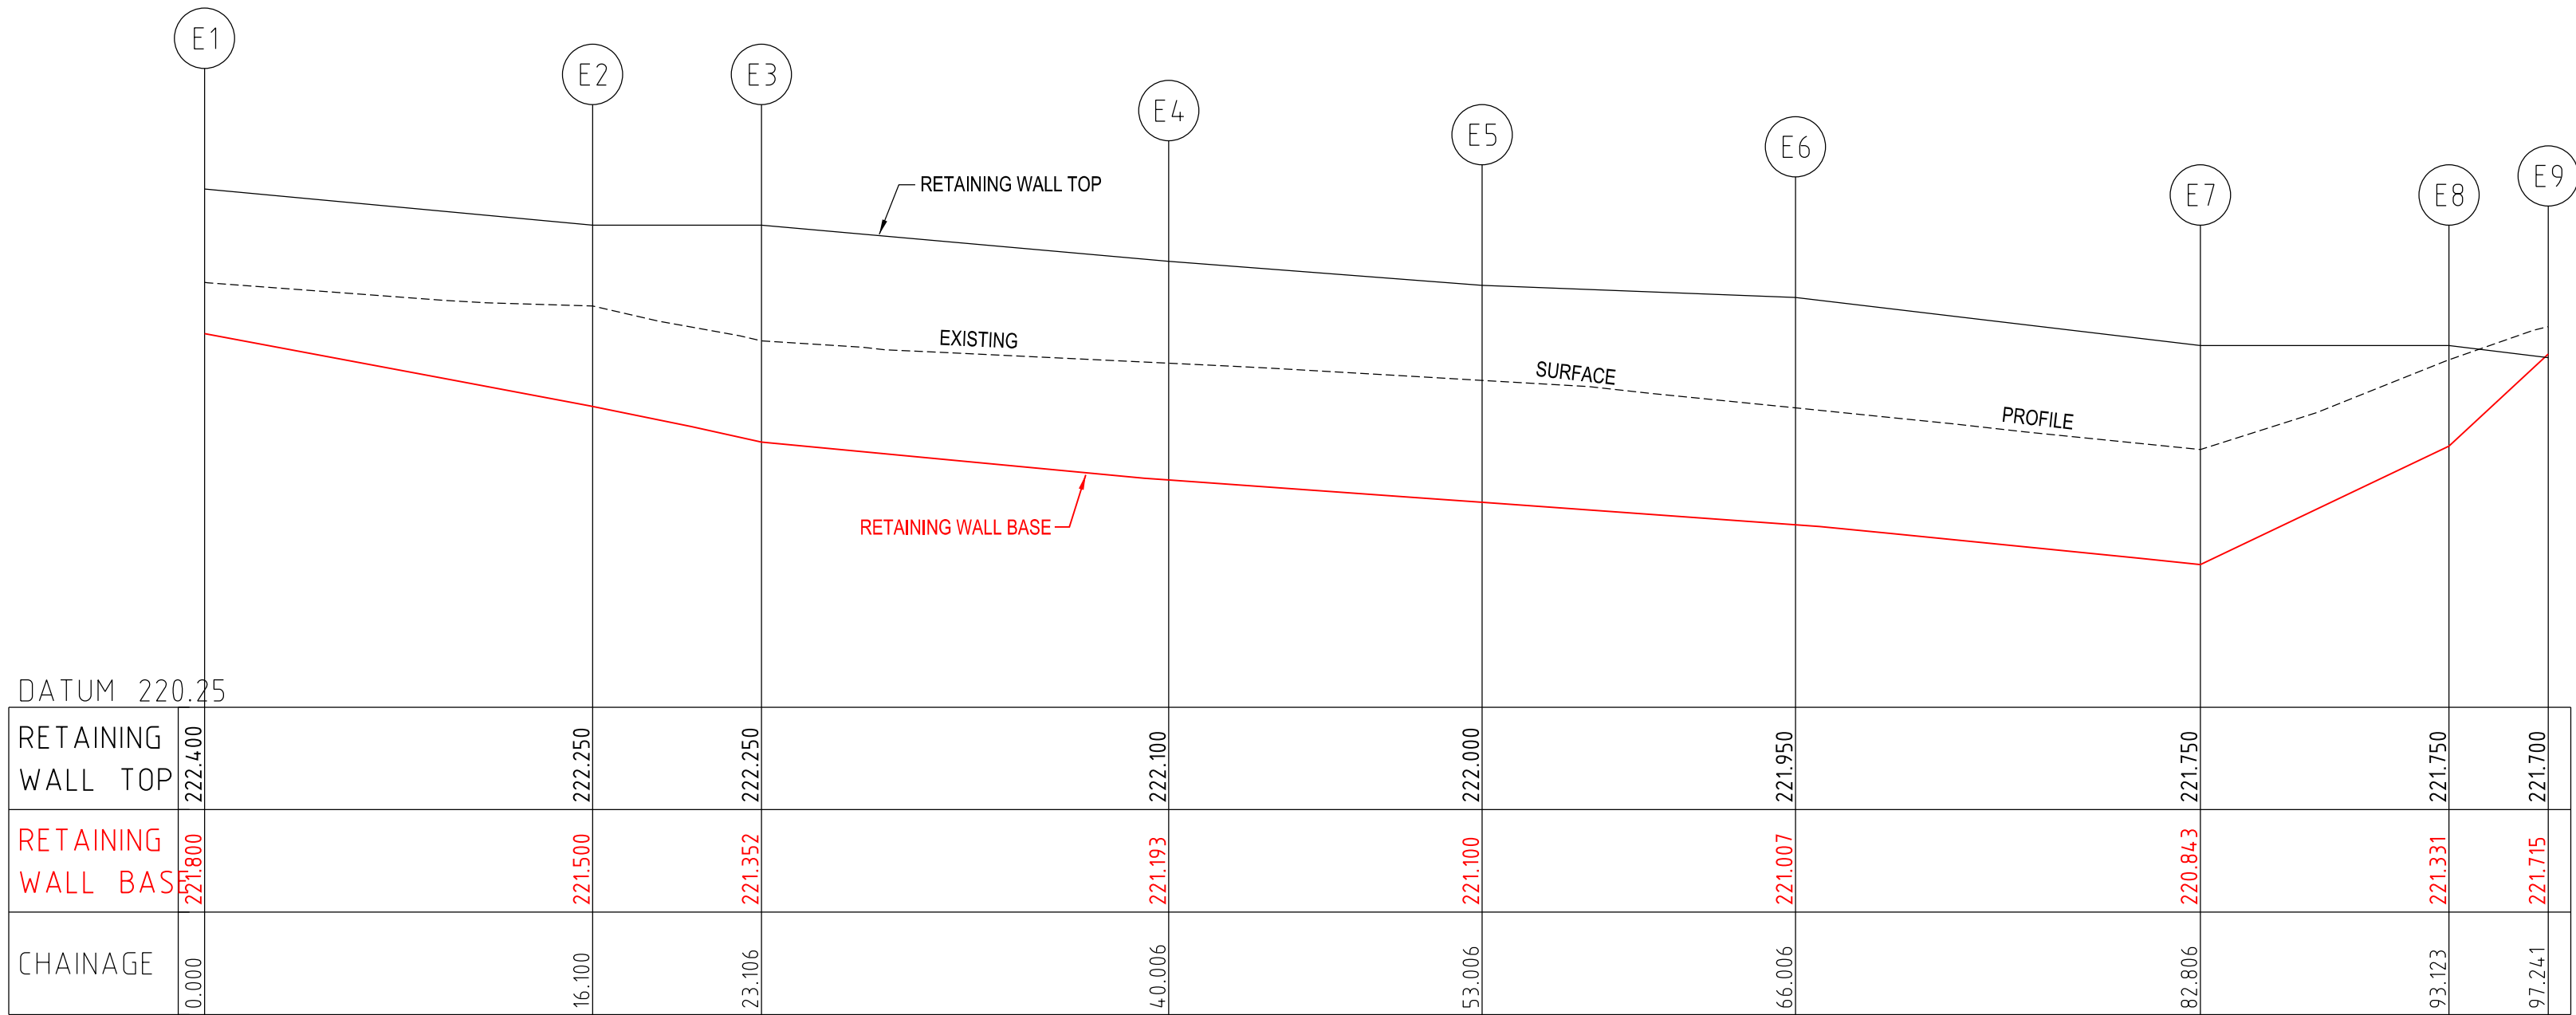 E1
E2
E3
E4
E5
E6
E7
E8
E9
RETAINING WALL TOP
EXISTING
SURFACE
PROFILE
RETAINING WALL BASE
DATUM 220.25
RETAINING
WALL TOP
222.400
222.250
222.250
222.100
222.000
221.950
221.750
221.750
221.700
RETAINING
WALL BASE
221.800
221.500
221.352
221.193
221.100
221.007
220.843
221.331
221.715
CHAINAGE
0.000
16.100
23.106
40.006
53.006
66.006
82.806
93.123
97.241